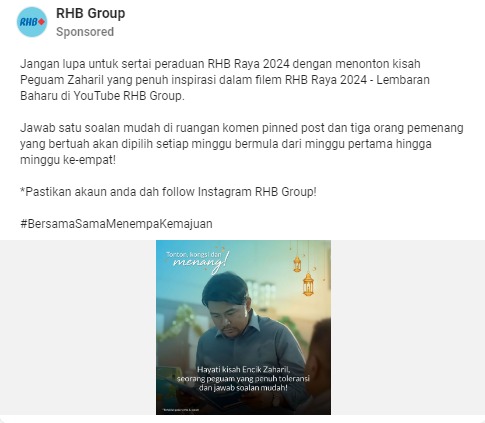 RHB Group
RHB
Sponsored
Jangan lupa untuk sertai peraduan RHB Raya 2024 dengan menonton kisah
Peguam Zaharil yang penuh inspirasi dalam filem RHB Raya 2024 - Lembaran
Baharu di YouTube RHB Group.
Jawab satu soalan mudah di ruangan komen pinned post dan tiga orang pemenang
yang bertuah akan dipilih setiap minggu bermula dari minggu pertama hingga
minggu ke-empat!
*Pastikan akaun anda dah follow Instagram RHB Group!
#BersamaSamaMenempaKemajuan
Tonton, kongsi dan
menang!
Hayati kisah Encik Zaharil,
seorang peguam yang penuh toleransi
dan jawab soalan mudah!